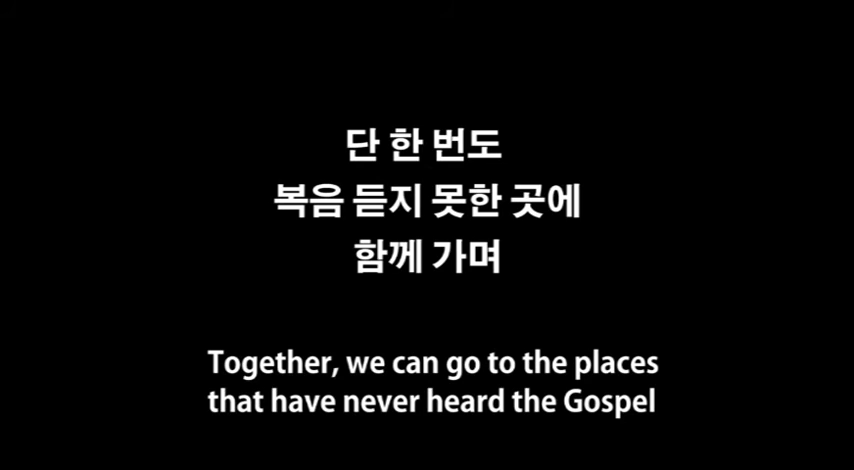 단 한 번도
복음 듣지 못한 곳에
함께 가며
Together, we can go to the places
that have never heard the Gospel